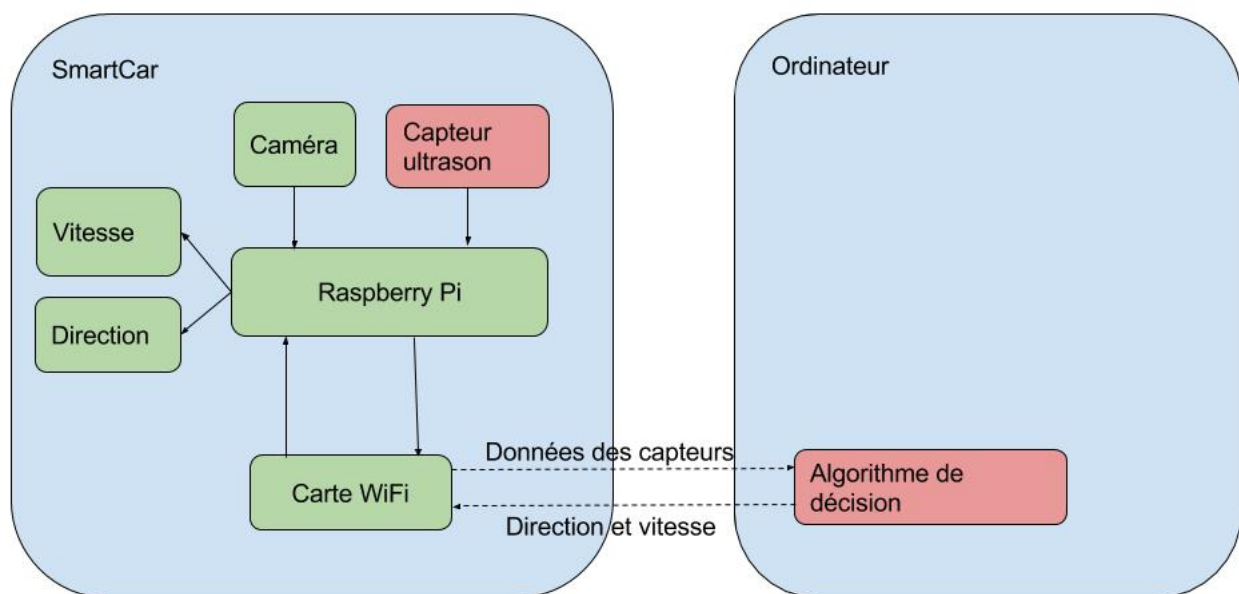 SmartCar
Ordinateur
Caméra
Capteur
ultrason
Vitesse
Raspberry Pi
Direction
Données des capteurs
Carte WiFi
Algorithme de
décision
Direction et vitesse